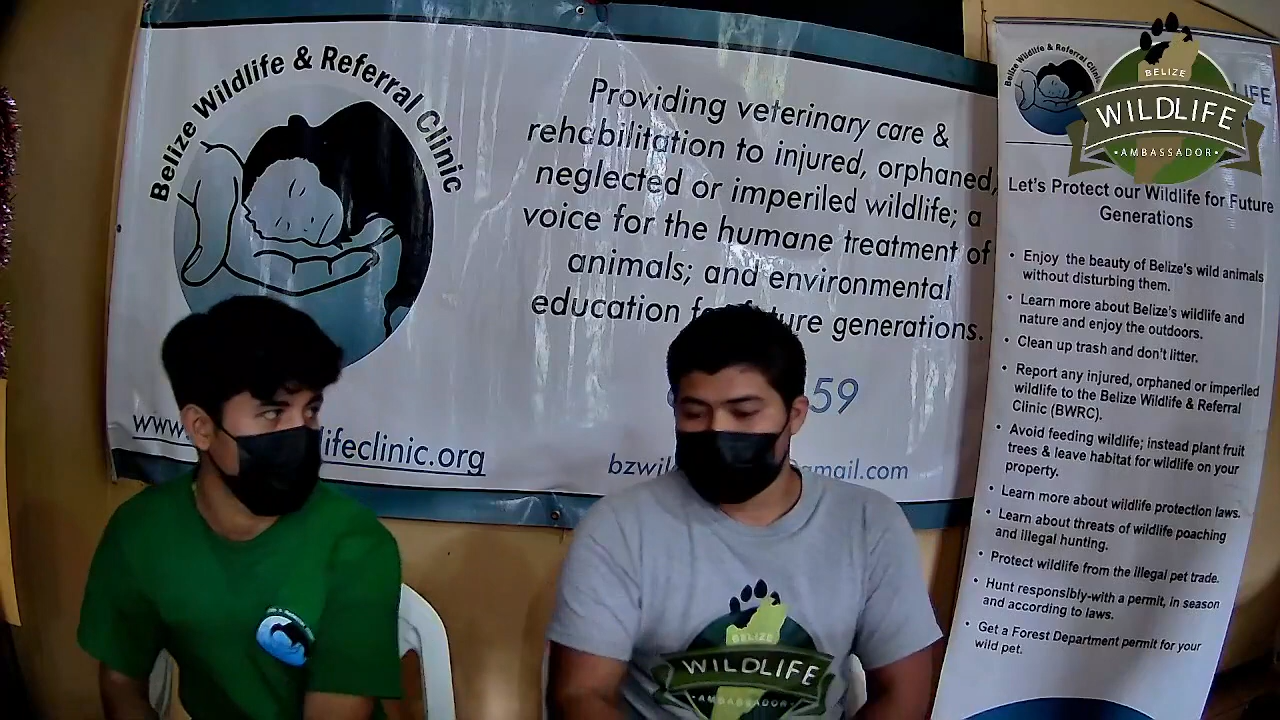 Belize Wildlife & Referral Clinic
Providing veterinary care &
rehabilitation to injured, orphaned,
neglected or imperiled wildlife; a
voice for the humane treatment of
animals; and environmental
education future generations.
59
www. lifeclinic.org
bzwil gmail.com
Belize Wildlife & Referral Clinic
LIFE
BELIZE
WILDLIFE
• AMBASSADOR •
Let's Protect our Wildlife for Future
Generations
• Enjoy the beauty of Belize's wild animals
without disturbing them.
• Learn more about Belize's wildlife and
nature and enjoy the outdoors.
• Clean up trash and don't litter.
• Report any injured, orphaned or imperiled
wildlife to the Belize Wildlife & Referral
Clinic (BWRC).
• Avoid feeding wildlife; instead plant fruit
trees & leave habitat for wildlife on your
property.
• Learn more about wildlife protection laws.
• Learn about threats of wildlife poaching
and illegal hunting.
• Protect wildlife from the illegal pet trade.
• Hunt responsibly-with a permit, in season
and according to laws.
• Get a Forest Department permit for your
wild pet.
BELIZE
WILDLIFE
• AMBASSADOR •